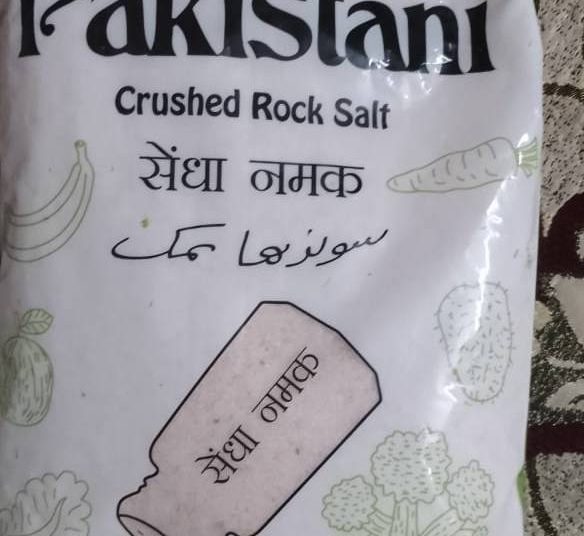 Pakistani
Crushed Rock Salt
सेंधा नमक
سوندھا نمک
सेंधा नमक